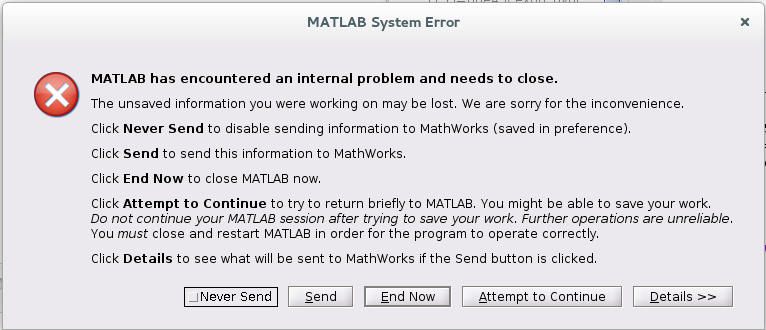 MATLAB System Error
MATLAB has encountered an internal problem and needs to close.
The unsaved information you were working on may be lost. We are sorry for the inconvenience.
Click Never Send to disable sending information to MathWorks (saved in preference).
Click Send to send this information to MathWorks.
Click End Now to close MATLAB now.
Click Attempt to Continue to try to return briefly to MATLAB. You might be able to save your work.
Do not continue your MATLAB session after trying to save your work. Further operations are unreliable.
You must close and restart MATLAB in order for the program to operate correctly.
Click Details to see what will be sent to MathWorks if the Send button is clicked.
Never Send Send End Now Attempt to Continue Details >>